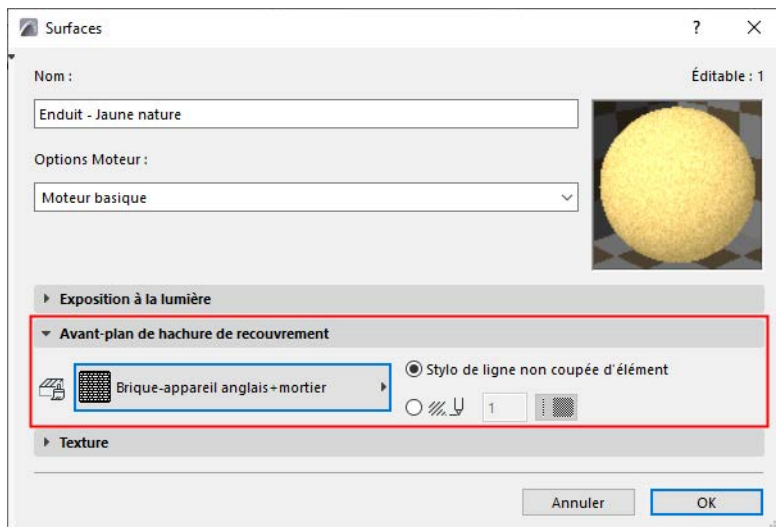 Surfaces
Nom :
Éditable : 1
Enduit - Jaune nature
Options Moteur :
Moteur basique
Exposition à la lumière
Avant-plan de hachure de recouvrement
Brique-appareil anglais+mortier
Stylo de ligne non coupée d'élément
1
Texture
Annuler
OK